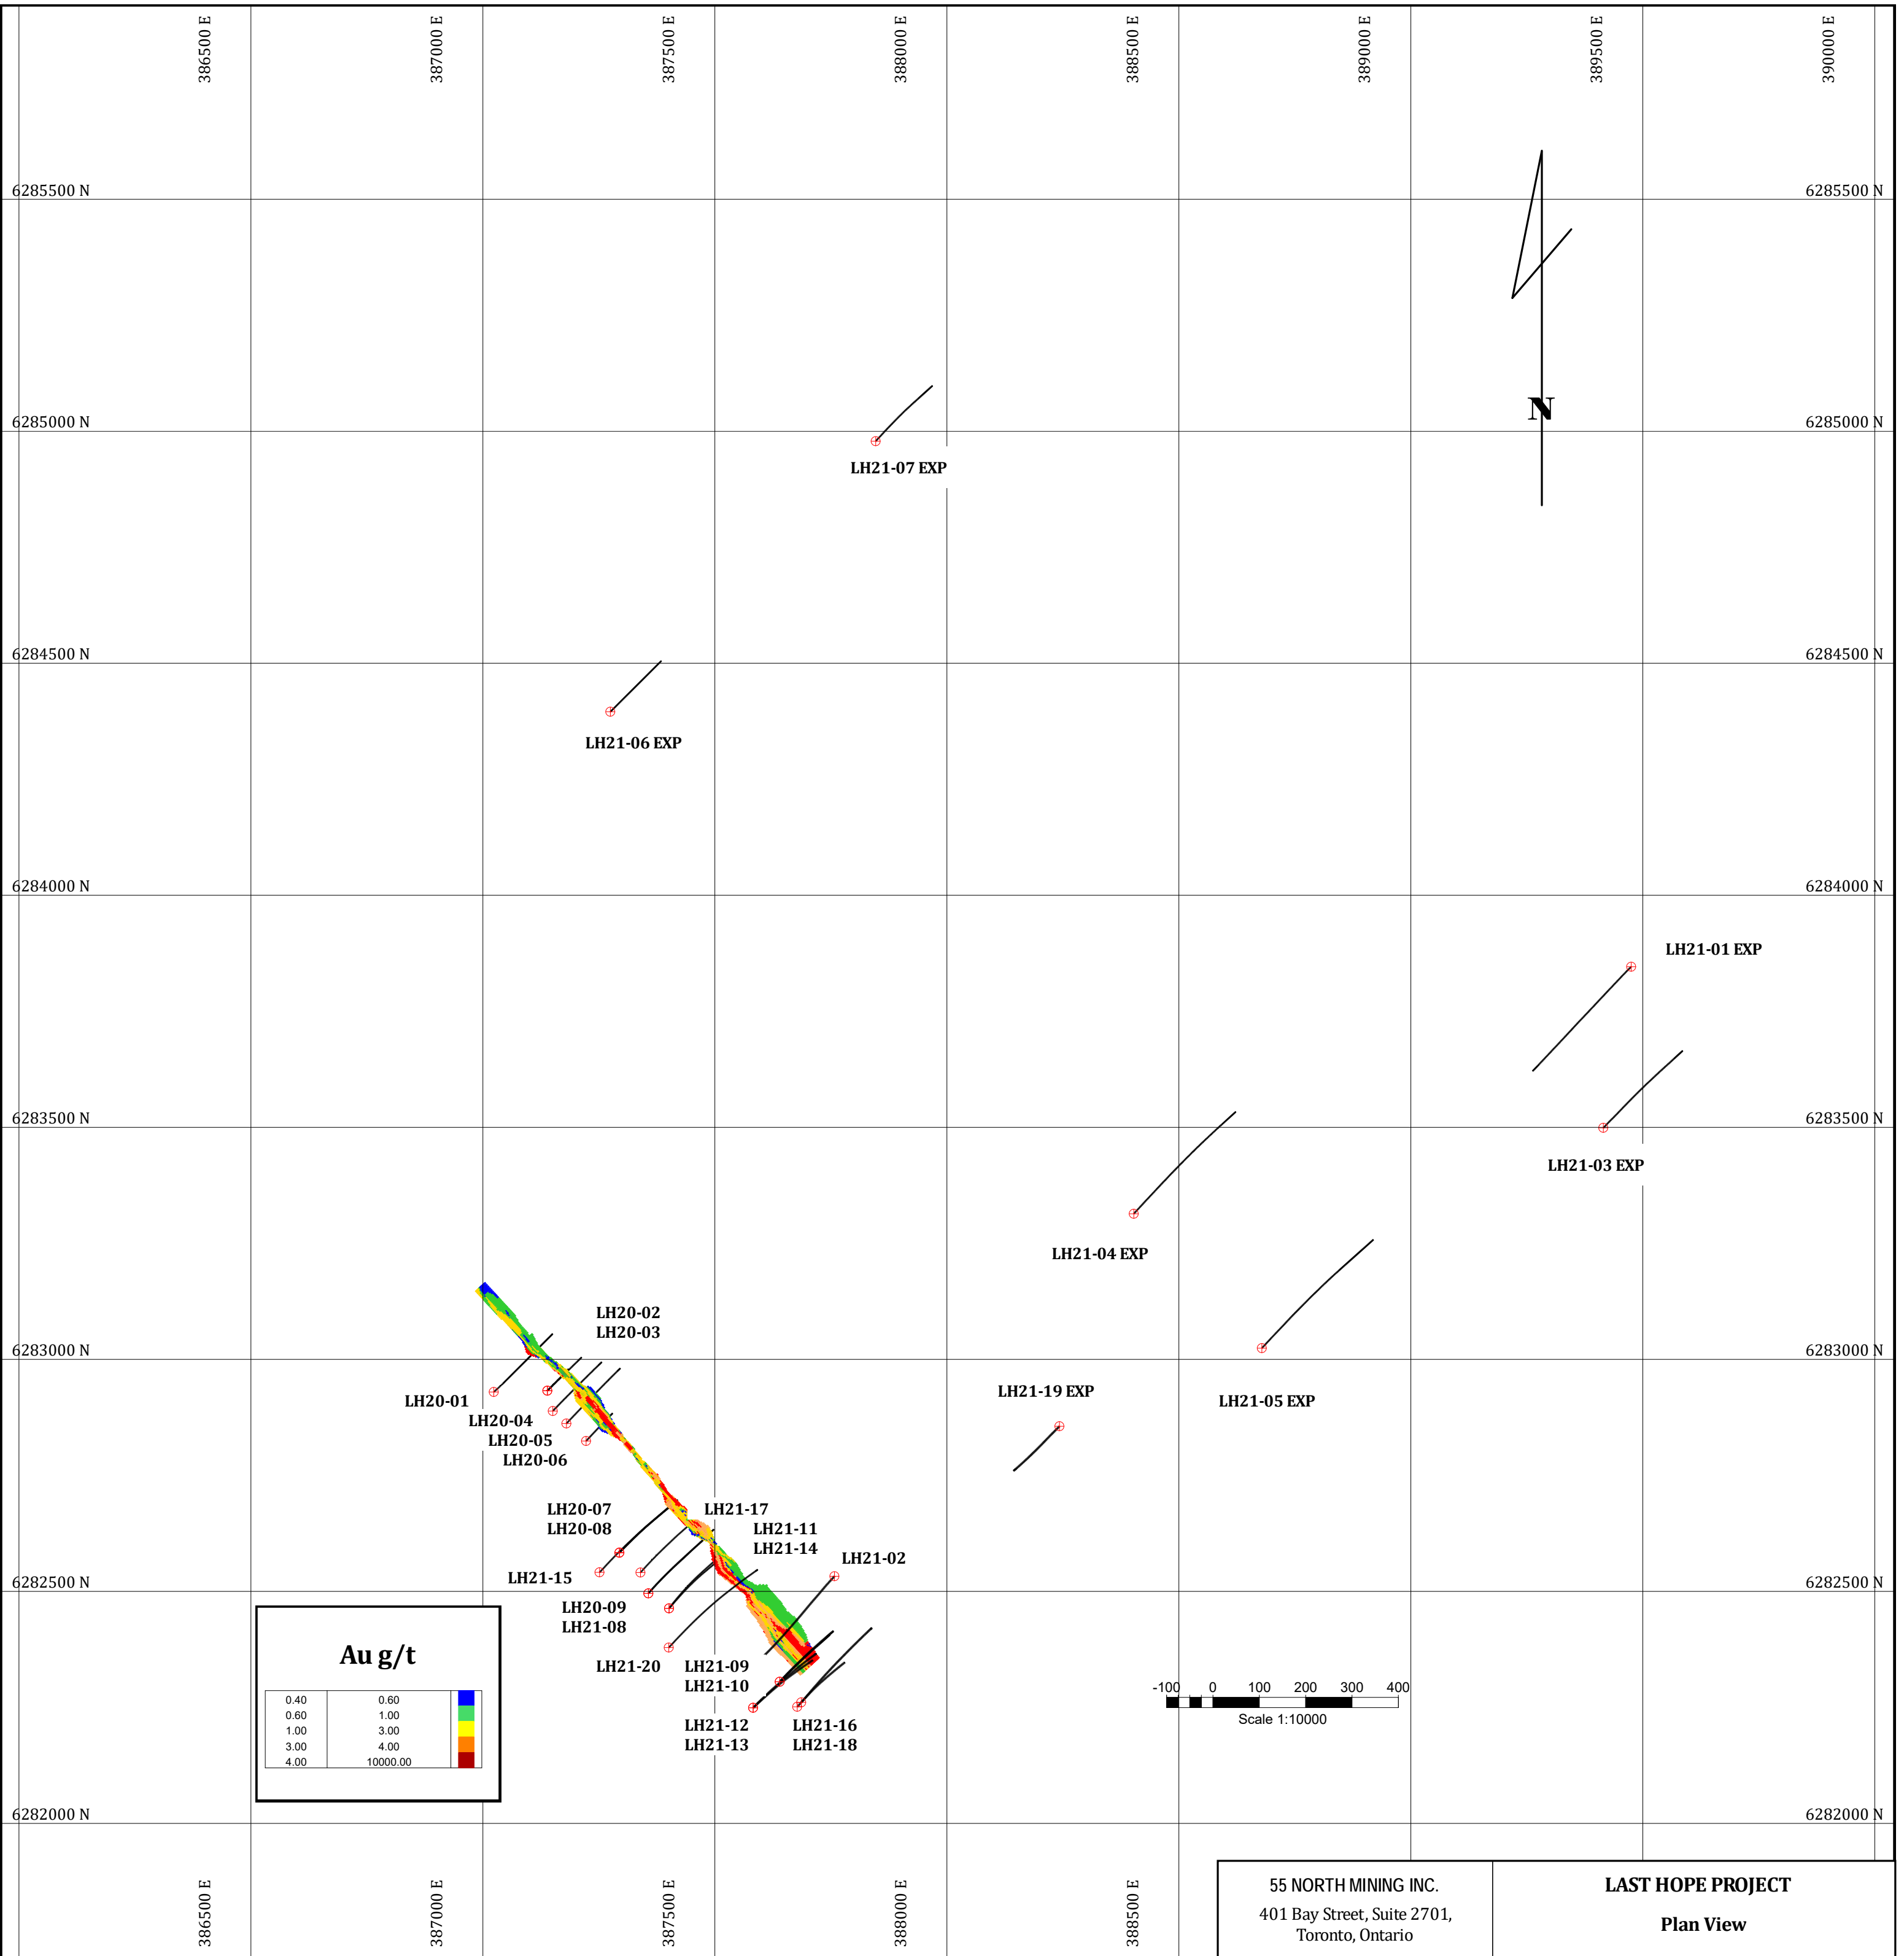 386500 E
387000 E
387500 E
388000 E
388500 E
389000 E
389500 E
390000 E
6285500 N
6285500 N
N
6285000 N
6285000 N
LH21-07 EXP
6284500 N
6284500 N
LH21-06 EXP
6284000 N
6284000 N
LH21-01 EXP
6283500 N
6283500 N
LH21-03 EXP
LH21-04 EXP
LH20-02
LH20-03
6283000 N
6283000 N
LH21-19 EXP
LH21-05 EXP
LH20-01
LH20-04
LH20-05
LH20-06
LH20-07
LH20-08
LH21-17
LH21-11
LH21-14
LH21-02
LH21-15
6282500 N
6282500 N
LH20-09
LH21-08
LH21-20
LH21-09
LH21-10
LH21-12
LH21-13
LH21-16
LH21-18
Au g/t
0.40 0.60
0.60 1.00
1.00 3.00
3.00 4.00
4.00 10000.00
-100 0 100 200 300 400
Scale 1:10000
6282000 N
6282000 N
386500 E
387000 E
387500 E
388000 E
388500 E
55 NORTH MINING INC.
401 Bay Street, Suite 2701,
Toronto, Ontario
LAST HOPE PROJECT
Plan View